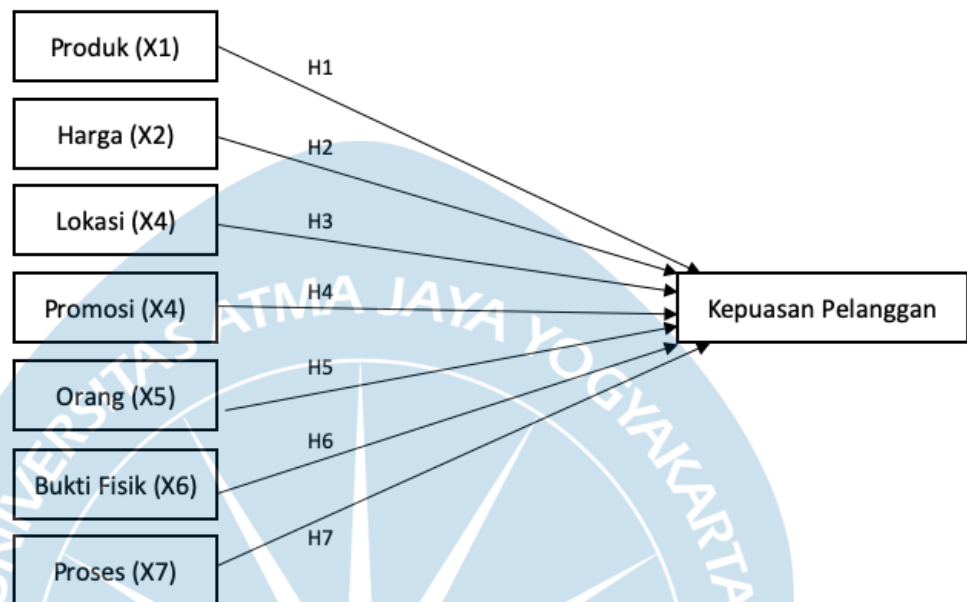 Produk (X1)
H1
Harga (X2)
H2
Lokasi (X4)
H3
Promosi (X4)
H4
Orang (X5)
H5
Bukti Fisik (X6)
H6
Proses (X7)
H7
Kepuasan Pelanggan
UNIVERSITAS ATMA JAYA YOGYAKARTA